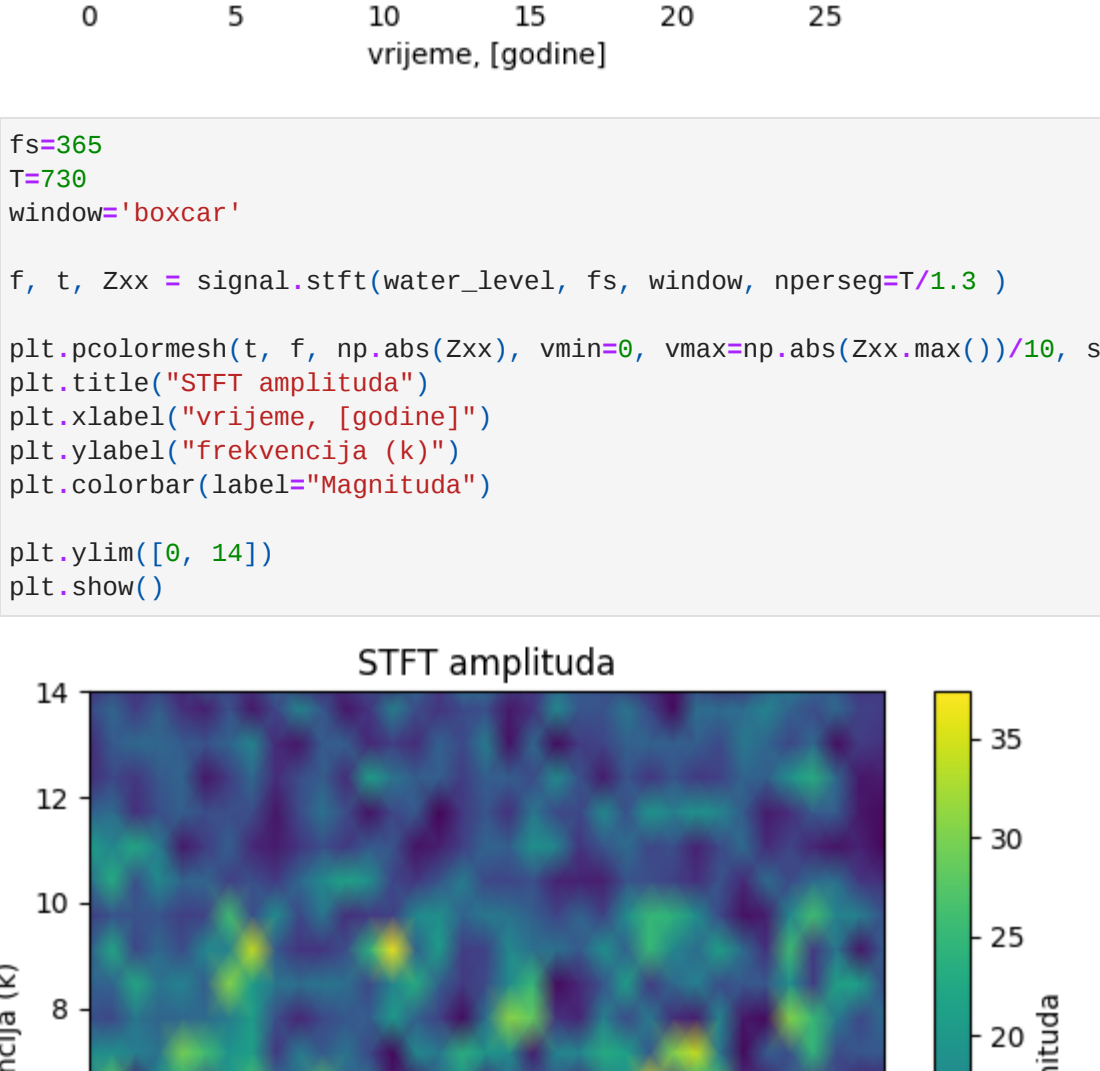 0 5 10 15 20 25
vrijeme, [godine]
fs=365
T=730
window='boxcar'
f, t, Zxx = signal.stft(water_level, fs, window, nperseg=T/1.3 )
plt.pcolormesh(t, f, np.abs(Zxx), vmin=0, vmax=np.abs(Zxx.max())/10, s
plt.title("STFT amplituda")
plt.xlabel("vrijeme, [godine]")
plt.ylabel("frekvencija (k)")
plt.colorbar(label="Magnituda")
plt.ylim([0, 14])
plt.show()
STFT amplituda
14
12
10
8
ncija (k)
35
30
25
20
nituda